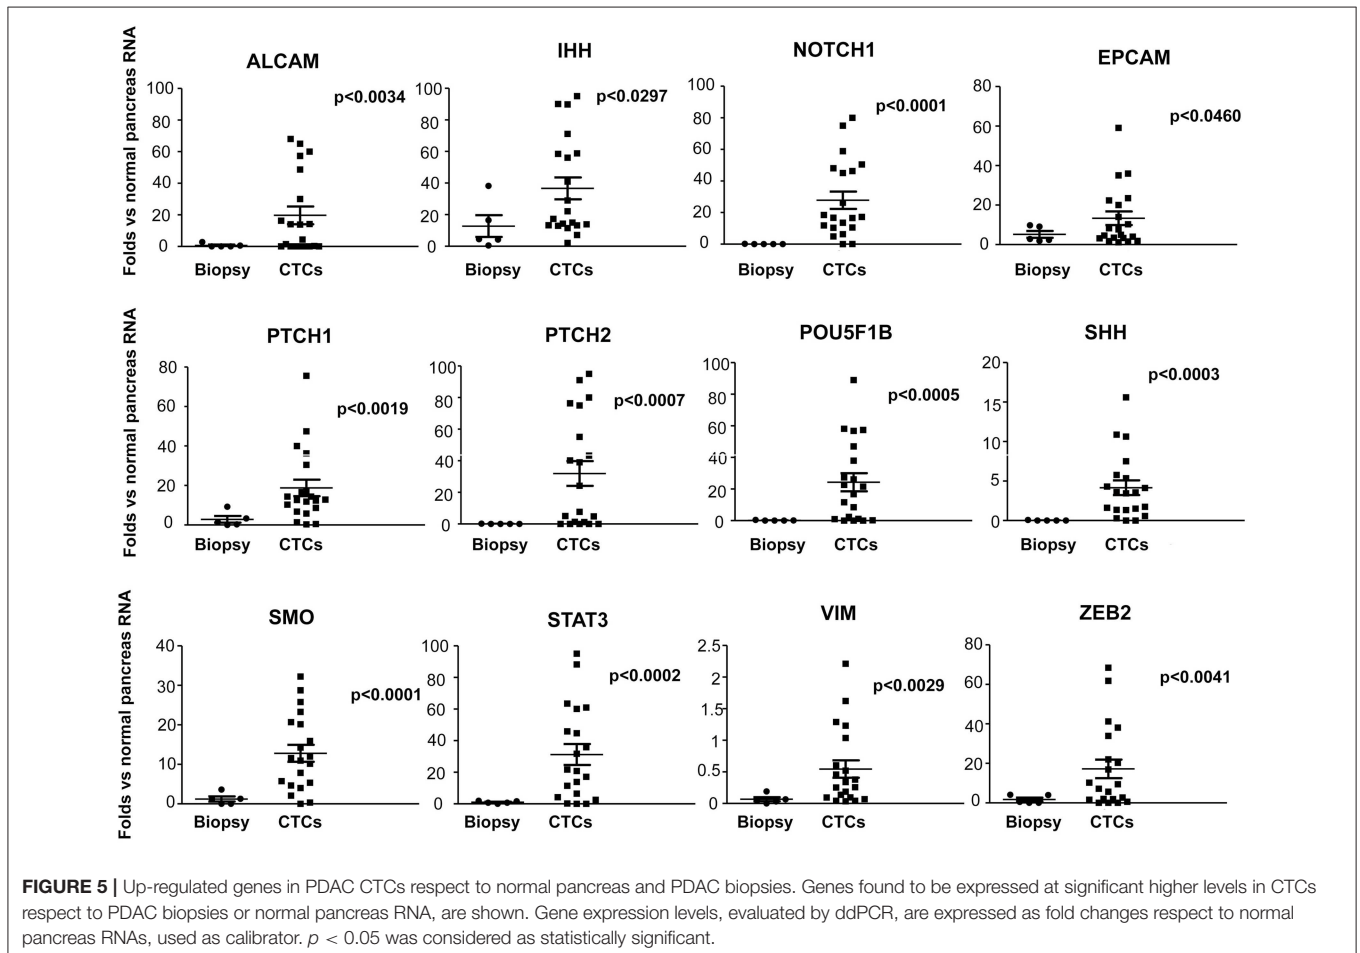 ALCAM
IHH
NOTCH1
EPCAM
Folds vs normal pancreas RNA
100
80
60
40
20
0
p<0.0034
Biopsy CTCs
100
80
60
40
20
0
p<0.0297
Biopsy CTCs
100
80
60
40
20
0
p<0.0001
Biopsy CTCs
80
60
40
20
0
p<0.0460
Biopsy CTCs
PTCH1
PTCH2
POU5F1B
SHH
Folds vs normal pancreas RNA
80
60
40
20
0
p<0.0019
Biopsy CTCs
100
80
60
40
20
0
p<0.0007
Biopsy CTCs
100
80
60
40
20
0
p<0.0005
Biopsy CTCs
20
15
10
5
0
p<0.0003
Biopsy CTCs
SMO
STAT3
VIM
ZEB2
Folds vs normal pancreas RNA
40
30
20
10
0
p<0.0001
Biopsy CTCs
100
80
60
40
20
0
p<0.0002
Biopsy CTCs
2.5
2
1.5
1
0.5
0
p<0.0029
Biopsy CTCs
80
60
40
20
0
p<0.0041
Biopsy CTCs
FIGURE 5 | Up-regulated genes in PDAC CTCs respect to normal pancreas and PDAC biopsies. Genes found to be expressed at significant higher levels in CTCs
respect to PDAC biopsies or normal pancreas RNA, are shown. Gene expression levels, evaluated by ddPCR, are expressed as fold changes respect to normal
pancreas RNAs, used as calibrator. p < 0.05 was considered as statistically significant.